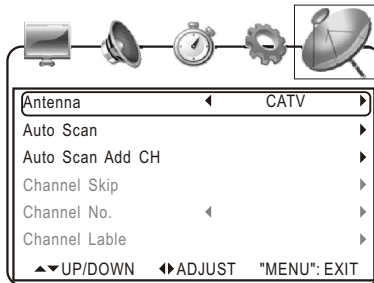 Antenna ◀ CATV ▶
Auto Scan ▶
Auto Scan Add CH ▶
Channel Skip ▶
Channel No. ◀ ▶
Channel Lable ▶
▲▼UP/DOWN ◀▶ADJUST "MENU": EXIT